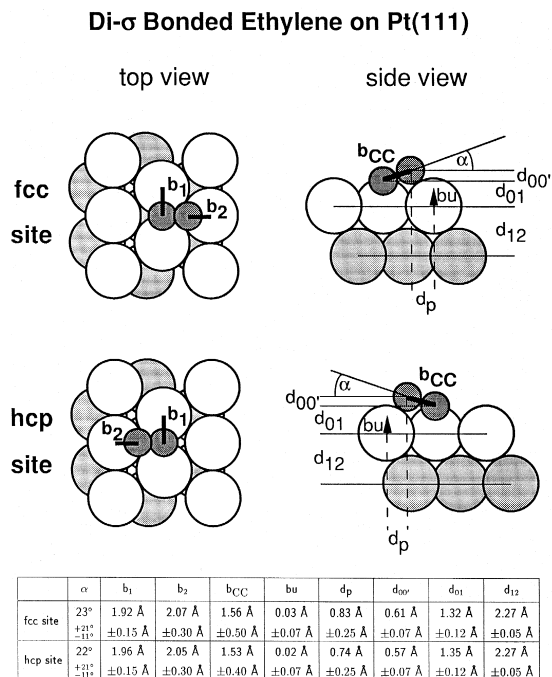 Di-σ Bonded Ethylene on Pt(111)
top view
side view
fcc
site
b1
b2
bCC
α
d00'
d01
bu
d12
dp
hcp
site
b2
b1
α
bCC
d00'
d01
bu
d12
dp
α b1 b2 bCC bu dp d00' d01 d12
fcc site 23° 1.92 Å 2.07 Å 1.56 Å 0.03 Å 0.83 Å 0.61 Å 1.32 Å 2.27 Å
+21° −11° ±0.15 Å ±0.30 Å ±0.50 Å ±0.07 Å ±0.25 Å ±0.07 Å ±0.12 Å ±0.05 Å
hcp site 22° 1.96 Å 2.05 Å 1.53 Å 0.02 Å 0.74 Å 0.57 Å 1.35 Å 2.27 Å
+21° −11° ±0.15 Å ±0.30 Å ±0.40 Å ±0.07 Å ±0.25 Å ±0.07 Å ±0.12 Å ±0.05 Å